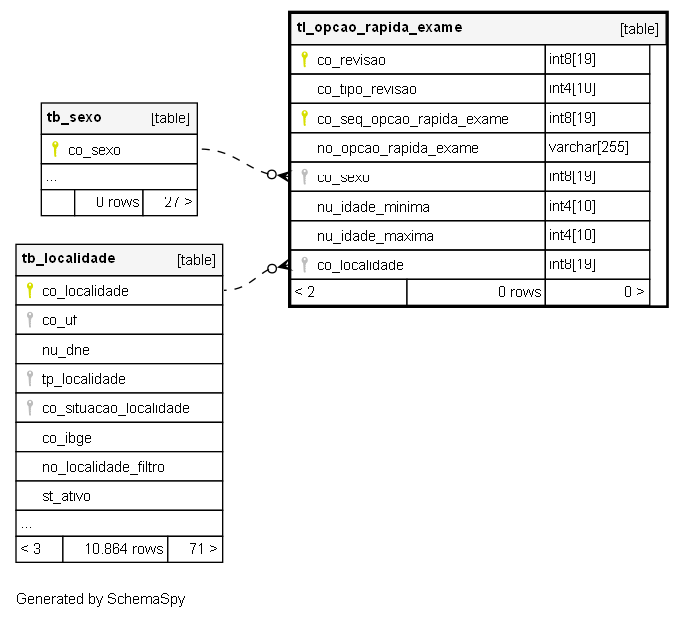 tl_opcao_rapida_exame [table]
co_revisao int8[19]
co_tipo_revisao int4[10]
co_seq_opcao_rapida_exame int8[19]
no_opcao_rapida_exame varchar[255]
co_sexo int8[19]
nu_idade_minima int4[10]
nu_idade_maxima int4[10]
co_localidade int8[19]
< 2 0 rows 0 >
tb_sexo [table]
co_sexo
...
0 rows 27 >
tb_localidade [table]
co_localidade
co_uf
nu_dne
tp_localidade
co_situacao_localidade
co_ibge
no_localidade_filtro
st_ativo
...
< 3 10.864 rows 71 >
Generated by SchemaSpy